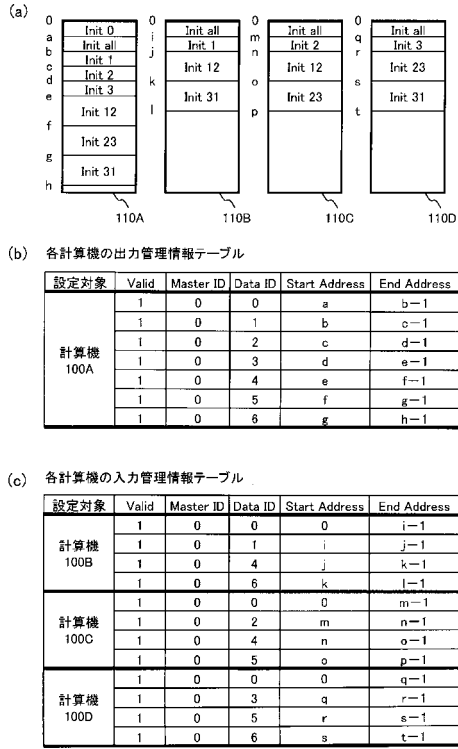 (a)
0
a
b
c
d
e
f
g
h
Init 0
Init all
Init 1
Init 2
Init 3
Init 12
Init 23
Init 31
110A
0
i
j
k
l
Init all
Init 1
Init 12
Init 31
110B
0
m
n
o
p
Init all
Init 2
Init 12
Init 23
110C
0
q
r
s
t
Init all
Init 3
Init 23
Init 31
110D
(b) 各計算機の出力管理情報テーブル
設定対象 Valid Master ID Data ID Start Address End Address
計算機
100A
1 0 0 a b−1
1 0 1 b c−1
1 0 2 c d−1
1 0 3 d e−1
1 0 4 e f−1
1 0 5 f g−1
1 0 6 g h−1
(c) 各計算機の入力管理情報テーブル
設定対象 Valid Master ID Data ID Start Address End Address
計算機
100B
1 0 0 0 i−1
1 0 1 i j−1
1 0 4 j k−1
1 0 6 k l−1
計算機
100C
1 0 0 0 m−1
1 0 2 m n−1
1 0 4 n o−1
1 0 5 o p−1
計算機
100D
1 0 0 0 q−1
1 0 3 q r−1
1 0 5 r s−1
1 0 6 s t−1